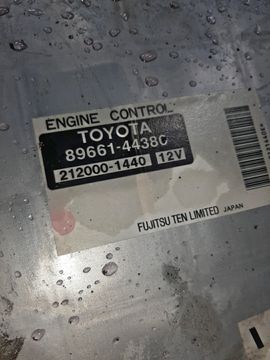 ENGINE CONTROL
TOYOTA
89661-4438C
212000-1440 12V
FUJITSU TEN LIMITED JAPAN